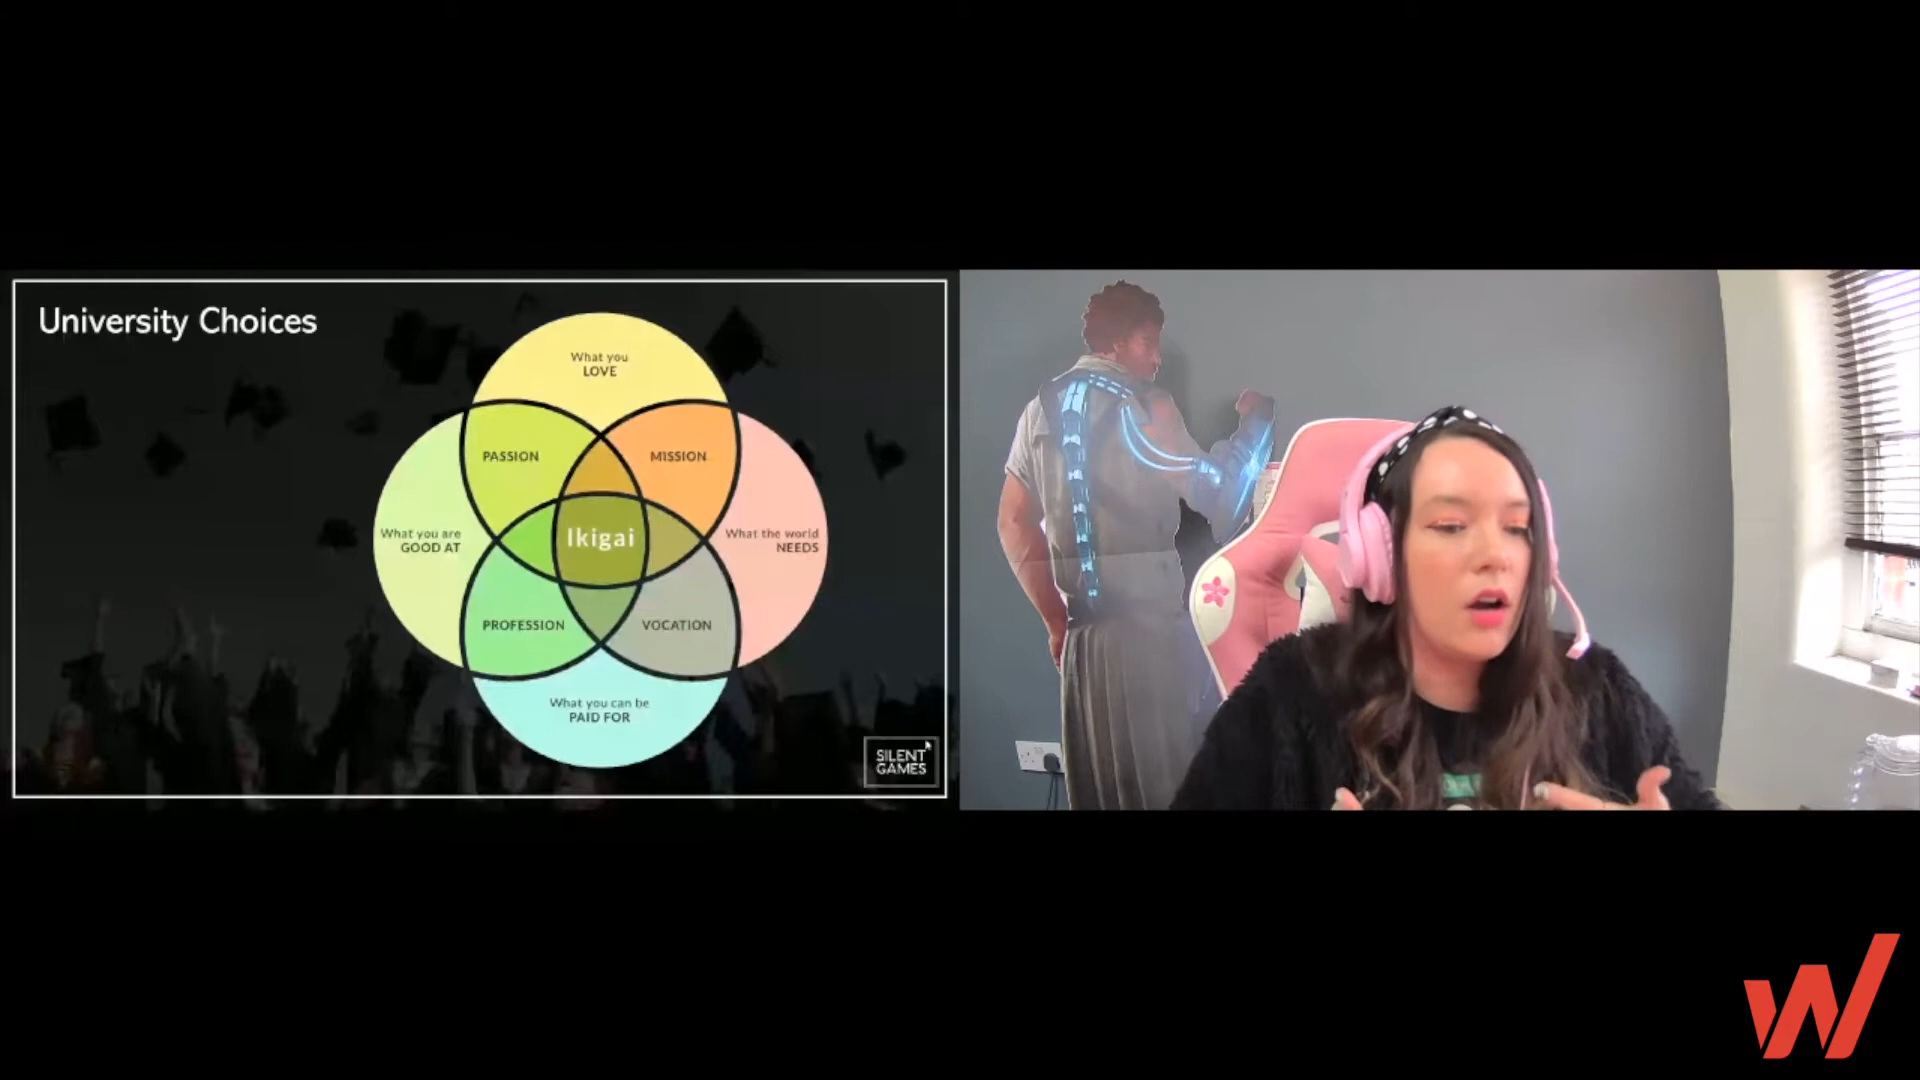 University Choices
What you
LOVE
PASSION
MISSION
What you are
GOOD AT
Ikigai
What the world
NEEDS
PROFESSION
VOCATION
What you can be
PAID FOR
SILENT
GAMES
W